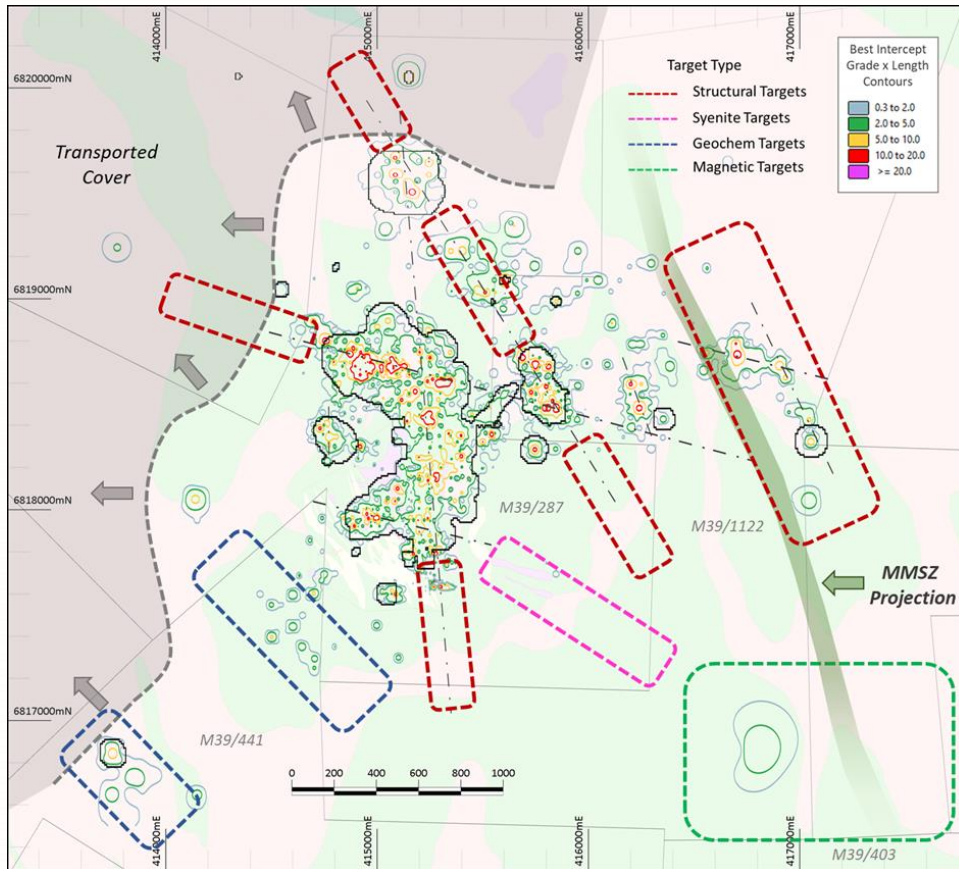 414000mE
415000mE
416000mE
417000mE
6820000mN
Transported
Cover
Target Type
Structural Targets
Syenite Targets
Geochem Targets
Magnetic Targets
Best Intercept
Grade x Length
Contours
0.3 to 2.0
2.0 to 5.0
5.0 to 10.0
10.0 to 20.0
>= 20.0
6819000mN
6818000mN
M39/287
M39/1122
MMSZ
Projection
6817000mN
M39/441
0 200 400 600 800 1000
414000mE
415000mE
416000mE
417000mE
M39/403